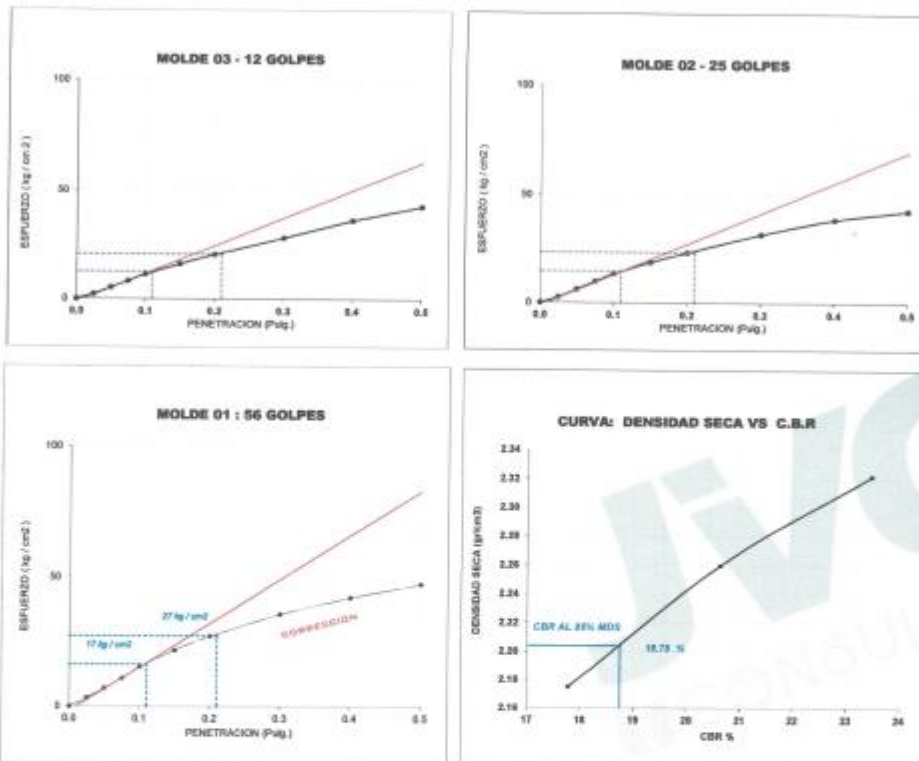 MOLDE 03 - 12 GOLPES
100
50
0
ESFUERZO ( kg / cm 2 )
0.0 0.1 0.2 0.3 0.4 0.5
PENETRACION (Pulg.)
MOLDE 02 - 25 GOLPES
100
50
0
ESFUERZO ( kg / cm2 )
0.0 0.1 0.2 0.3 0.4 0.5
PENETRACION (Pulg.)
MOLDE 01 : 56 GOLPES
100
50
0
ESFUERZO ( kg / cm2 )
27 kg / cm2
17 kg / cm2
CORRECCION
0.0 0.1 0.2 0.3 0.4 0.5
PENETRACION (Pulg.)
CURVA: DENSIDAD SECA VS C.B.R
2.34
2.32
2.30
2.28
2.26
2.24
2.22
2.20
2.18
2.16
DENSIDAD SECA (gr/cm3)
CBR AL 95% MDS
18.78 %
17 18 19 20 21 22 23 24
CBR %